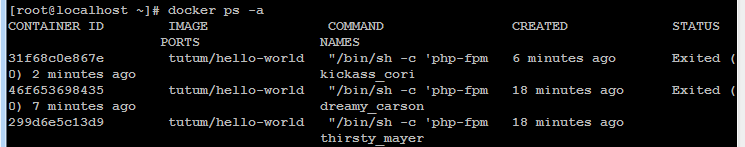 [root@localhost ~]# docker ps -a
CONTAINER ID        IMAGE               COMMAND                CREATED             STATUS
                    PORTS               NAMES
31f68c0e867e        tutum/hello-world   "/bin/sh -c 'php-fpm   6 minutes ago       Exited (
0) 2 minutes ago                        kickass_cori
46f653698435        tutum/hello-world   "/bin/sh -c 'php-fpm   18 minutes ago      Exited (
0) 7 minutes ago                        dreamy_carson
299d6e5c13d9        tutum/hello-world   "/bin/sh -c 'php-fpm   18 minutes ago
                                        thirsty_mayer